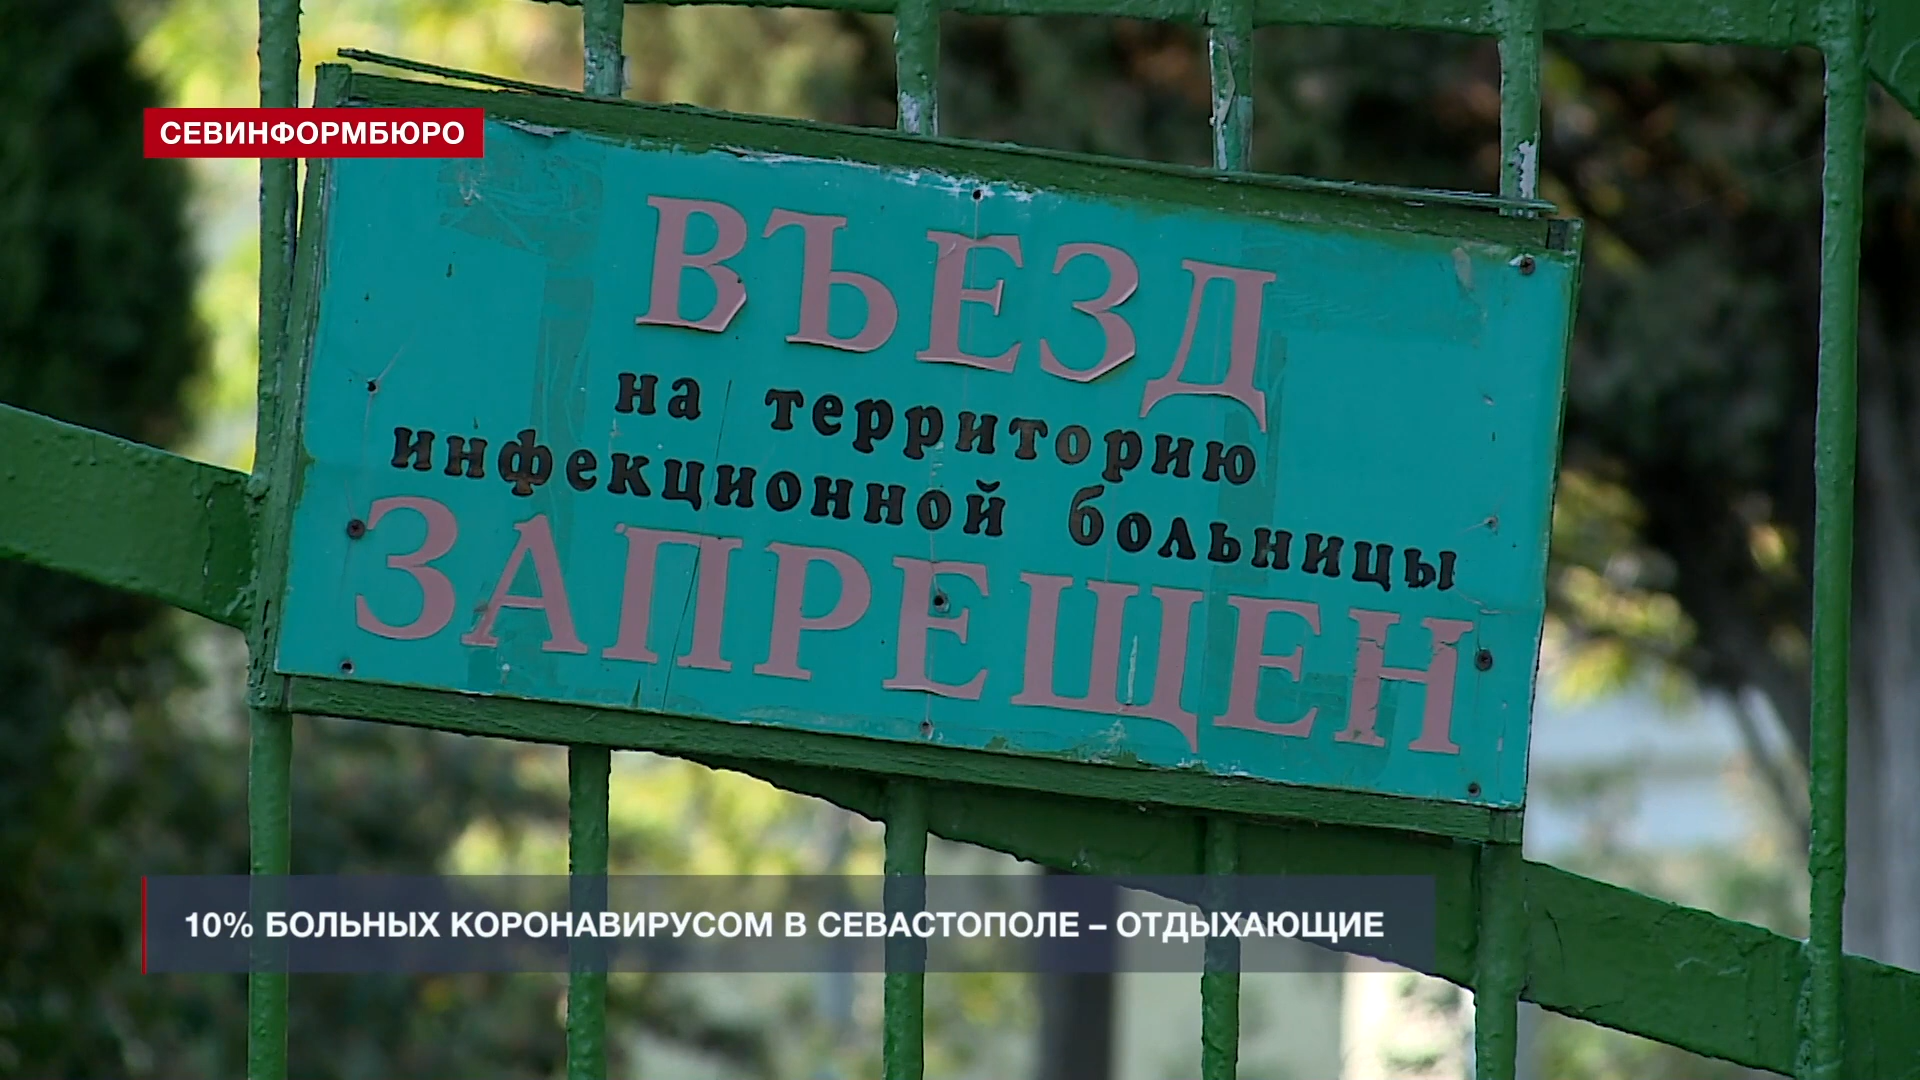 СЕВИНФОРМБЮРО
ВЪЕЗД
на территорию
инфекционной больницы
ЗАПРЕЩЕН
10% БОЛЬНЫХ КОРОНАВИРУСОМ В СЕВАСТОПОЛЕ – ОТДЫХАЮЩИЕ